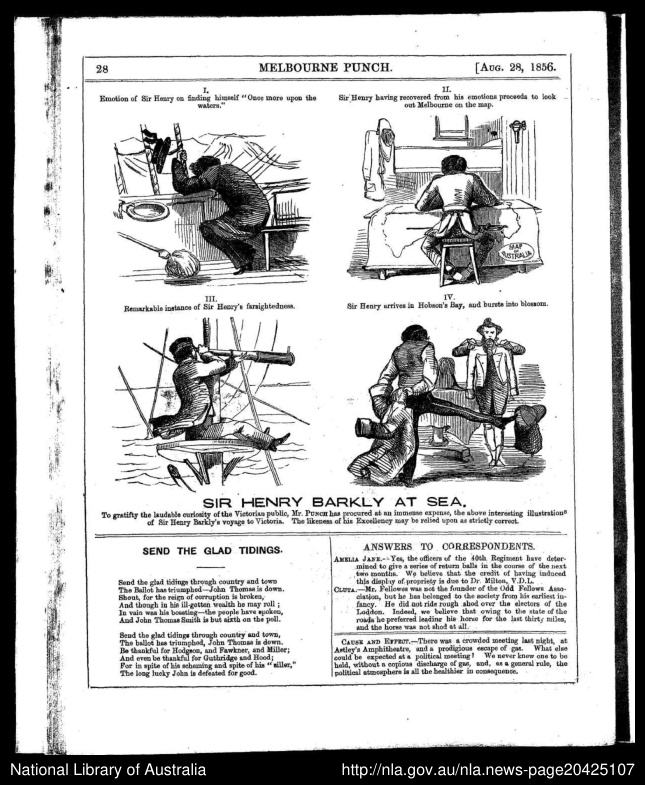 28
MELBOURNE PUNCH.
[AUG. 28, 1856.
I.
Emotion of Sir Henry on finding himself "Once more upon the
waters."
II.
Sir Henry having recovered from his emotions proceeds to look
out Melbourne on the map.
MAP
OF
AUSTRALIA
III.
Remarkable instance of Sir Henry's farsightedness.
IV.
Sir Henry arrives in Hobson's Bay, and bursts into blossom.
SIR HENRY BARKLY AT SEA.
To gratifty the laudable curiosity of the Victorian public, Mr. PUNCH has procured at an immense expense, the above interesting illustrations
of Sir Henry Barkly's voyage to Victoria. The likeness of his Excellency may be relied upon as strictly correct.
SEND THE GLAD TIDINGS.
Send the glad tidings through country and town
The Ballot has triumphed—John Thomas is down.
Shout, for the reign of corruption is broken,
And though in his ill-gotten wealth he may roll;
In vain was his boasting—the people have spoken,
And John Thomas Smith is but sixth on the poll.
Send the glad tidings through country and town,
The ballot has triumphed, John Thomas is down.
Be thankful for Hodgson, and Fawkner, and Miller;
And even be thankful for Guthridge and Hood;
For in spite of his scheming and spite of his "siller,"
The long lucky John is defeated for good.
ANSWERS TO CORRESPONDENTS.
AMELIA JANE.—Yes, the officers of the 40th Regiment have deter-
mined to give a series of return balls in the course of the next
two months. We believe that the credit of having induced
this display of propriety is due to Dr. Milton, V.D.L.
CLUPA.—Mr. Fellowes was not the founder of the Odd Fellows Asso-
ciation, but he has belonged to the society from his earliest in-
fancy. He did not ride rough shod over the electors of the
Loddon. Indeed, we believe that owing to the state of the
roads he preferred leading his horse for the last thirty miles,
and the horse was not shod at all.
CAUSE AND EFFECT.—There was a crowded meeting last night, at
Astley's Amphitheatre, and a prodigious escape of gas. What else
could be expected at a political meeting? We never knew one to be
held, without a copious discharge of gas, and, as a general rule, the
political atmosphere is all the healthier in consequence.
National Library of Australia
http://nla.gov.au/nla.news-page20425107